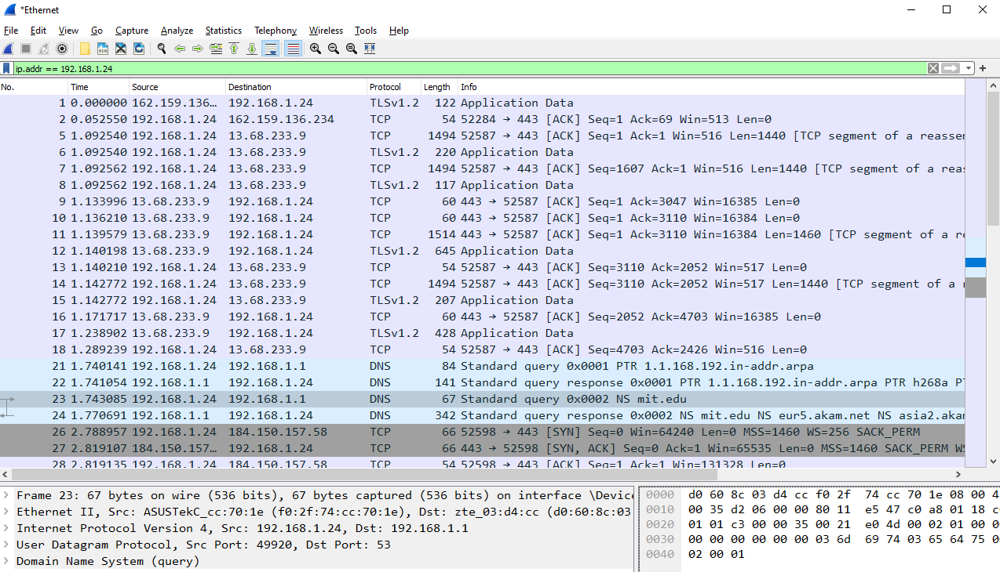 *Ethernet
File Edit View Go Capture Analyze Statistics Telephony Wireless Tools Help
ip.addr == 192.168.1.24
No. Time Source Destination Protocol Length Info
1 0.000000 162.159.136… 192.168.1.24 TLSv1.2 122 Application Data
2 0.052550 192.168.1.24 162.159.136.234 TCP 54 52284 → 443 [ACK] Seq=1 Ack=69 Win=513 Len=0
5 1.092540 192.168.1.24 13.68.233.9 TCP 1494 52587 → 443 [ACK] Seq=1 Ack=1 Win=516 Len=1440 [TCP segment of a reassem
6 1.092540 192.168.1.24 13.68.233.9 TLSv1.2 220 Application Data
7 1.092562 192.168.1.24 13.68.233.9 TCP 1494 52587 → 443 [ACK] Seq=1607 Ack=1 Win=516 Len=1440 [TCP segment of a reas
8 1.092562 192.168.1.24 13.68.233.9 TLSv1.2 117 Application Data
9 1.133996 13.68.233.9 192.168.1.24 TCP 60 443 → 52587 [ACK] Seq=1 Ack=3047 Win=16385 Len=0
10 1.136210 13.68.233.9 192.168.1.24 TCP 60 443 → 52587 [ACK] Seq=1 Ack=3110 Win=16384 Len=0
11 1.139579 13.68.233.9 192.168.1.24 TCP 1514 443 → 52587 [ACK] Seq=1 Ack=3110 Win=16384 Len=1460 [TCP segment of a re
12 1.140198 13.68.233.9 192.168.1.24 TLSv1.2 645 Application Data
13 1.140210 192.168.1.24 13.68.233.9 TCP 54 52587 → 443 [ACK] Seq=3110 Ack=2052 Win=517 Len=0
14 1.142772 192.168.1.24 13.68.233.9 TCP 1494 52587 → 443 [ACK] Seq=3110 Ack=2052 Win=517 Len=1440 [TCP segment of a
15 1.142772 192.168.1.24 13.68.233.9 TLSv1.2 207 Application Data
16 1.171717 13.68.233.9 192.168.1.24 TCP 60 443 → 52587 [ACK] Seq=2052 Ack=4703 Win=16385 Len=0
17 1.238902 13.68.233.9 192.168.1.24 TLSv1.2 428 Application Data
18 1.289239 192.168.1.24 13.68.233.9 TCP 54 52587 → 443 [ACK] Seq=4703 Ack=2426 Win=516 Len=0
21 1.740141 192.168.1.24 192.168.1.1 DNS 84 Standard query 0x0001 PTR 1.1.168.192.in-addr.arpa
22 1.741054 192.168.1.1 192.168.1.24 DNS 141 Standard query response 0x0001 PTR 1.1.168.192.in-addr.arpa PTR h268a PT
23 1.743085 192.168.1.24 192.168.1.1 DNS 67 Standard query 0x0002 NS mit.edu
24 1.770691 192.168.1.1 192.168.1.24 DNS 342 Standard query response 0x0002 NS mit.edu NS eur5.akam.net NS asia2.akam
26 2.788957 192.168.1.24 184.150.157.58 TCP 66 52598 → 443 [SYN] Seq=0 Win=64240 Len=0 MSS=1460 WS=256 SACK_PERM
27 2.819107 184.150.157… 192.168.1.24 TCP 66 443 → 52598 [SYN, ACK] Seq=0 Ack=1 Win=65535 Len=0 MSS=1460 SACK_PERM WS
28 2.819135 192.168.1.24 184.150.157.58 TCP 54 52598 → 443 [ACK] Seq=1 Ack=1 Win=131328 Len=0
Frame 23: 67 bytes on wire (536 bits), 67 bytes captured (536 bits) on interface \Device
Ethernet II, Src: ASUSTekC_cc:70:1e (f0:2f:74:cc:70:1e), Dst: zte_03:d4:cc (d0:60:8c:03
Internet Protocol Version 4, Src: 192.168.1.24, Dst: 192.168.1.1
User Datagram Protocol, Src Port: 49920, Dst Port: 53
Domain Name System (query)
0000 d0 60 8c 03 d4 cc f0 2f 74 cc 70 1e 08 00 4
0010 00 35 d2 06 00 00 80 11 e5 47 c0 a8 01 18 c
0020 01 01 c3 00 00 35 00 21 e0 4d 00 02 01 00 0
0030 00 00 00 00 00 00 03 6d 69 74 03 65 64 75 0
0040 02 00 01